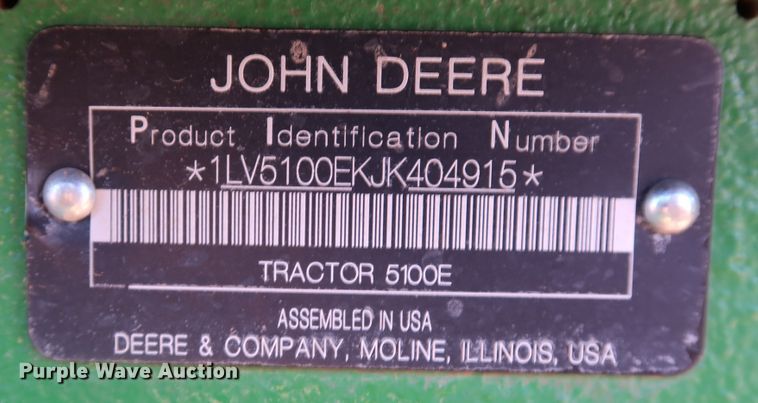 JOHN DEERE
Product Identification Number
*1LV5100EKJK404915*
TRACTOR 5100E
ASSEMBLED IN USA
DEERE & COMPANY, MOLINE, ILLINOIS, USA
Purple Wave Auction